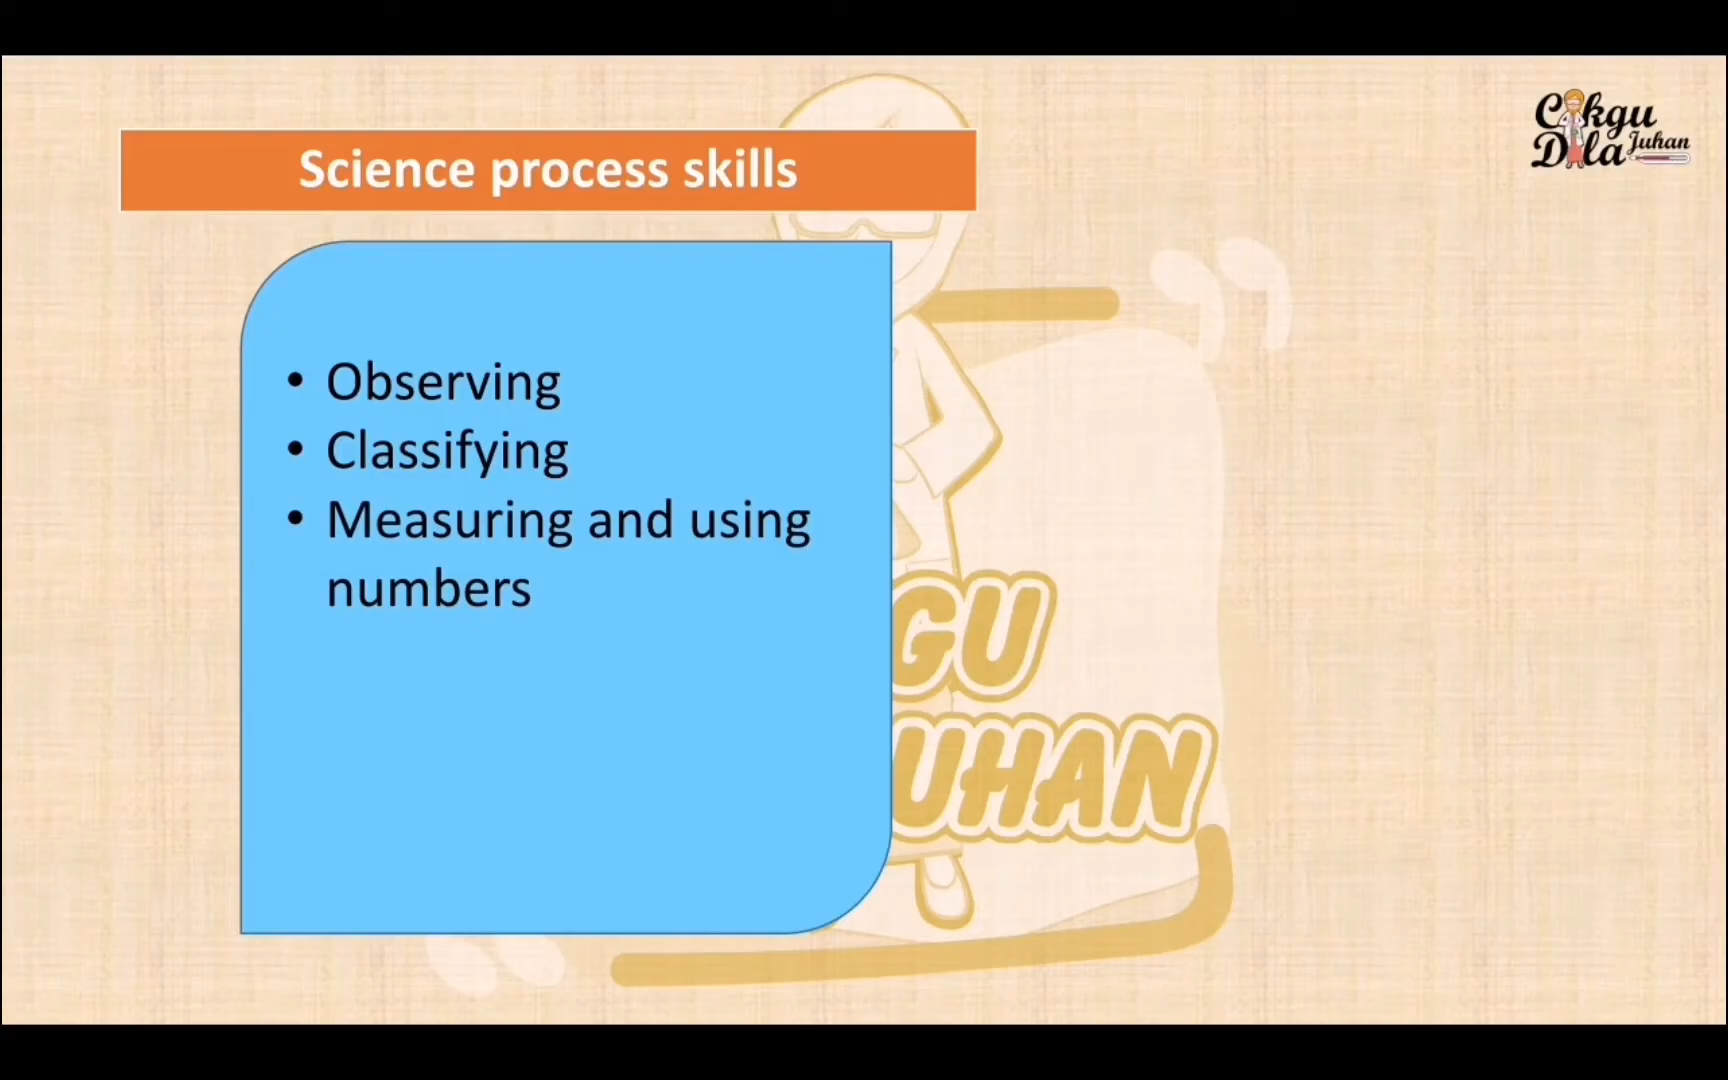 Science process skills
Cikgu
Dila Juhan
• Observing
• Classifying
• Measuring and using
numbers
GU
UHAN